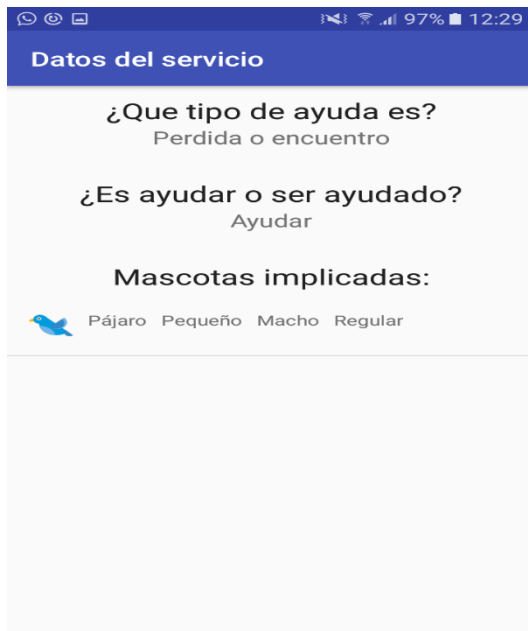 97% 12:29
Datos del servicio
¿Que tipo de ayuda es?
Perdida o encuentro
¿Es ayudar o ser ayudado?
Ayudar
Mascotas implicadas:
Pájaro Pequeño Macho Regular